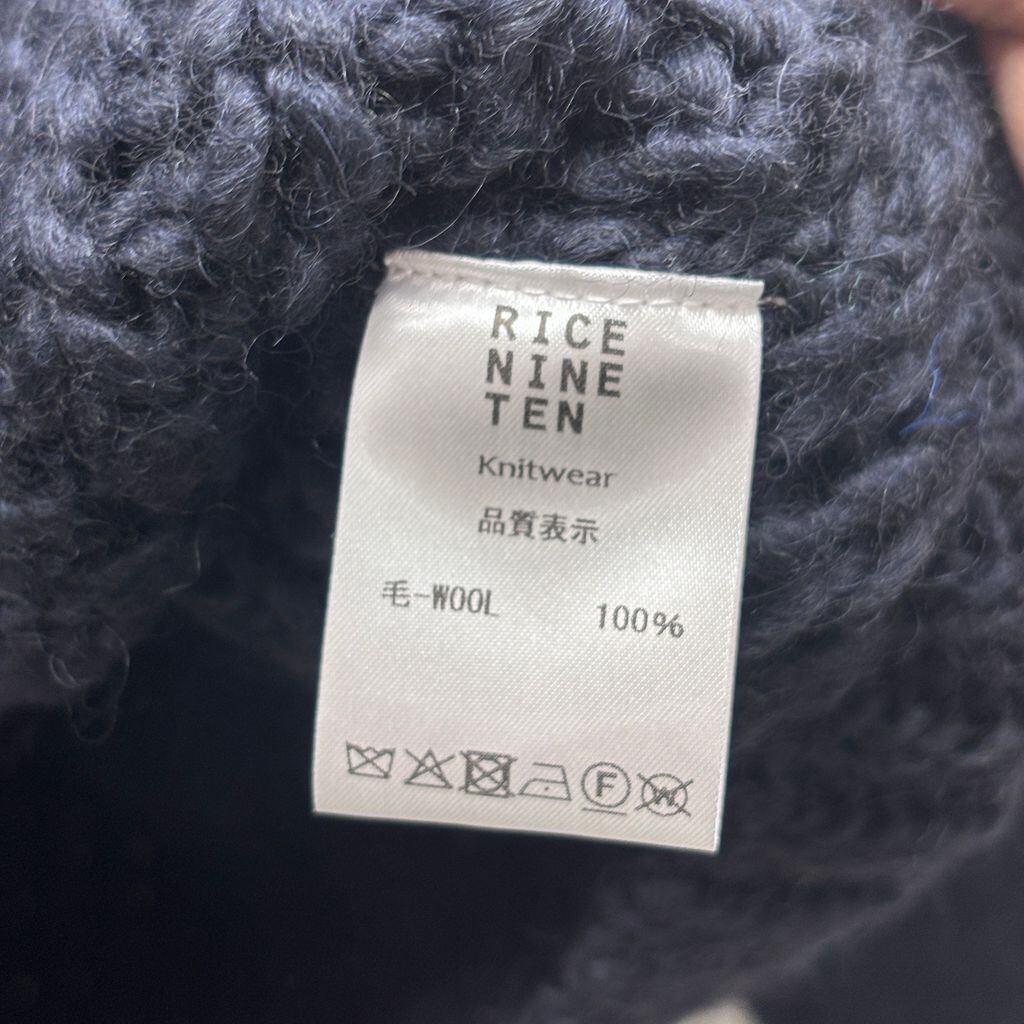 RICE
NINE
TEN
Knitwear
品質表示
毛-WOOL 100%
F W